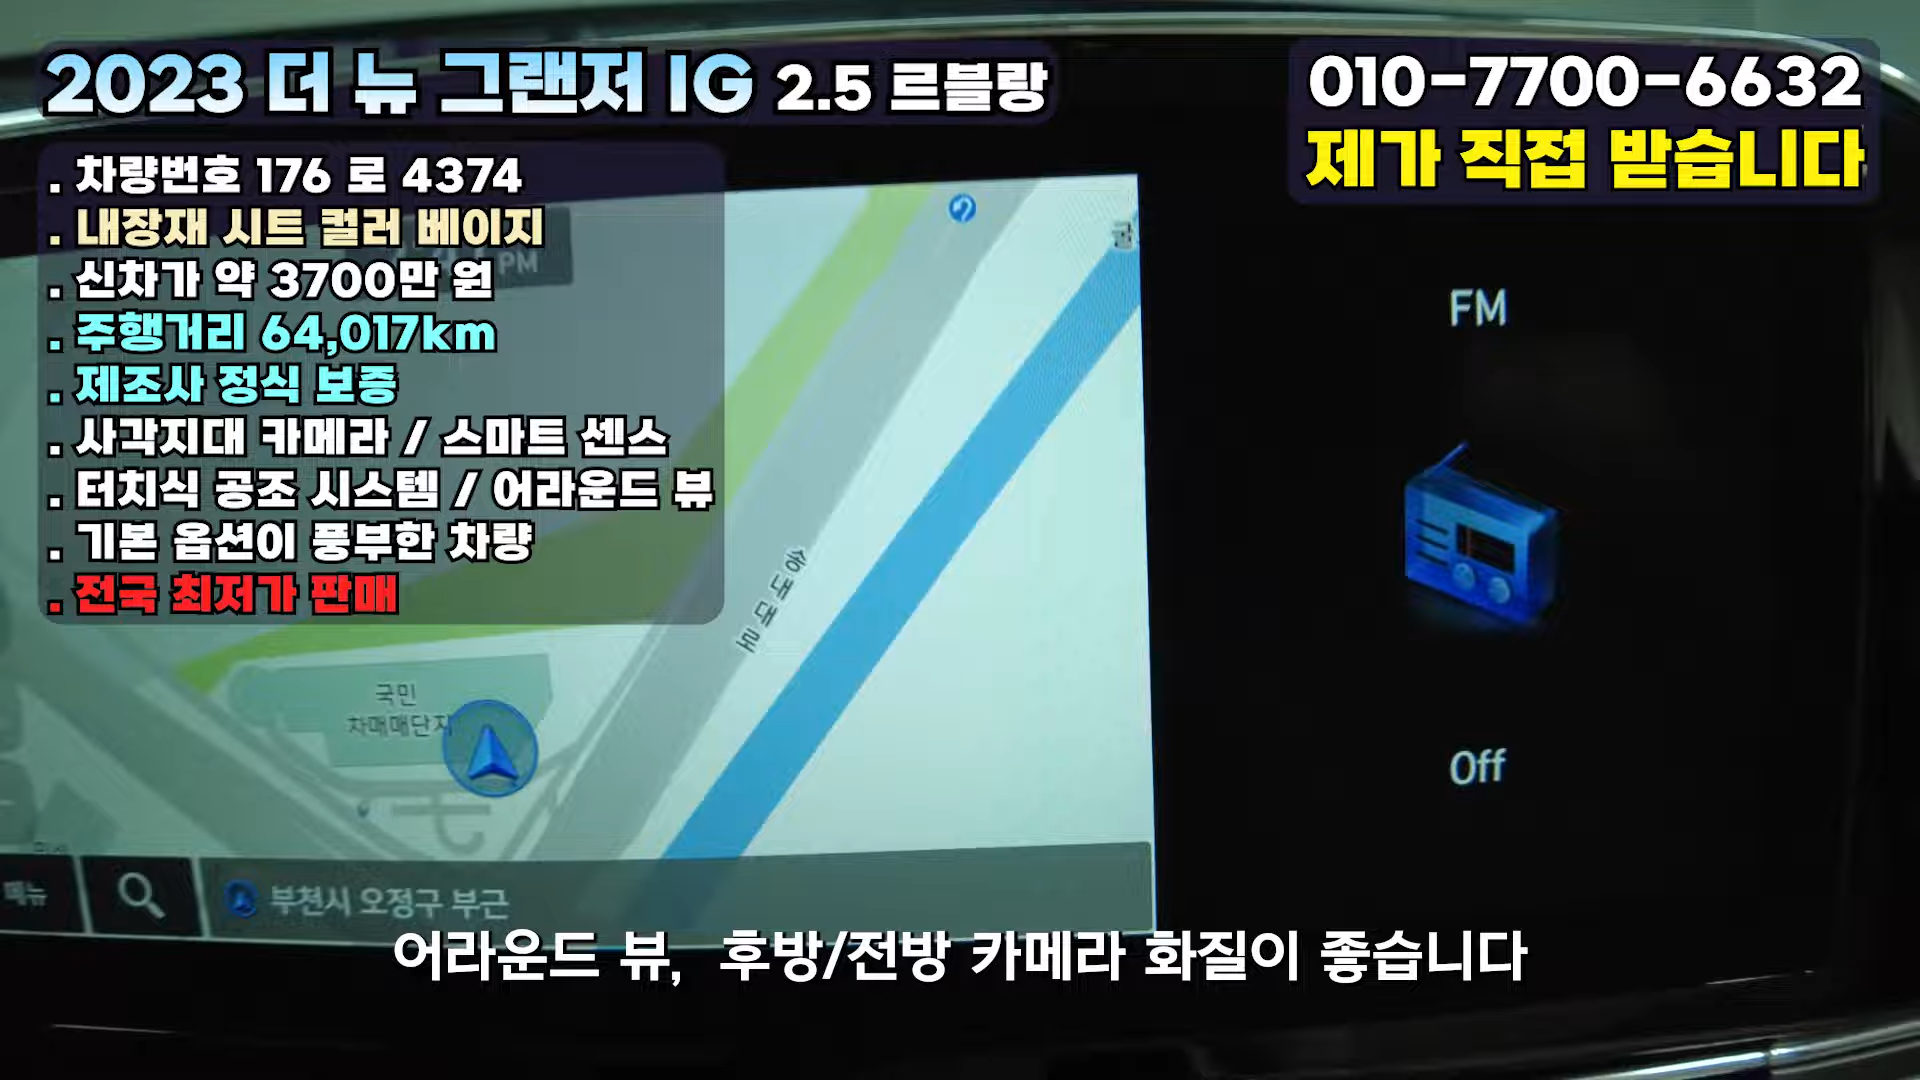 2023 더 뉴 그랜저 IG 2.5 르블랑
010-7700-6632
제가 직접 받습니다
. 차량번호 176 로 4374
. 내장재 시트 컬러 베이지
. 신차가 약 3700만 원
. 주행거리 64,017km
. 제조사 정식 보증
. 사각지대 카메라 / 스마트 센스
. 터치식 공조 시스템 / 어라운드 뷰
. 기본 옵션이 풍부한 차량
. 전국 최저가 판매
PM
굴
FM
봉오대로
국민
차매매단지
Off
메뉴
부천시 오정구 부근
어라운드 뷰, 후방/전방 카메라 화질이 좋습니다